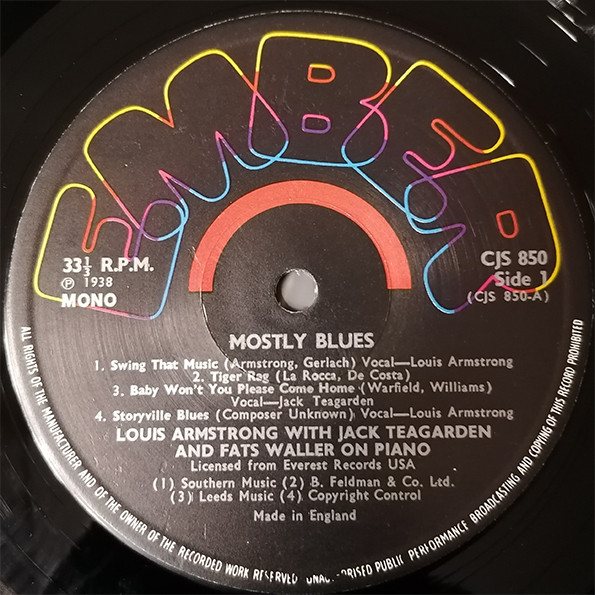 EMBER
33⅓ R.P.M.
Ⓟ 1938
MONO
CJS 850
Side 1
(CJS 850-A)
MOSTLY BLUES
1. Swing That Music (Armstrong, Gerlach) Vocal—Louis Armstrong
2. Tiger Rag (La Rocca, De Costa)
3. Baby Won't You Please Come Home (Warfield, Williams)
Vocal—Jack Teagarden
4. Storyville Blues (Composer Unknown) Vocal—Louis Armstrong
LOUIS ARMSTRONG WITH JACK TEAGARDEN
AND FATS WALLER ON PIANO
Licensed from Everest Records USA
(1) Southern Music (2) B. Feldman & Co. Ltd.
(3) Leeds Music (4) Copyright Control
Made in England
ALL RIGHTS OF THE MANUFACTURER AND OF THE OWNER OF THE RECORDED WORK RESERVED PUBLIC PERFORMANCE BROADCASTING AND COPYING OF THIS RECORD PROHIBITED